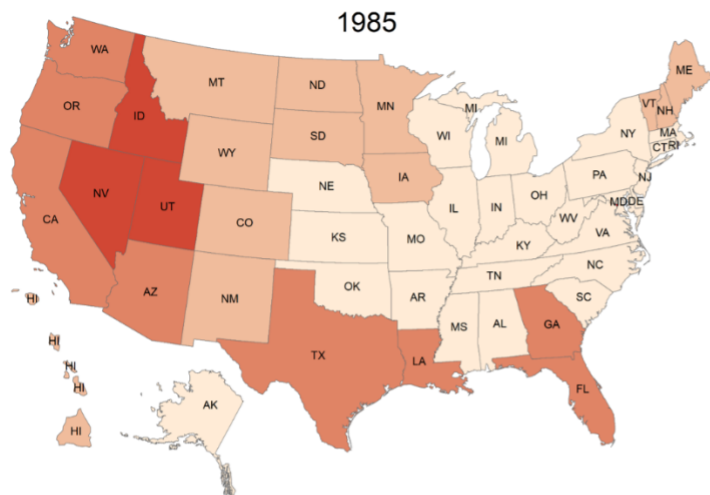 1985
WA
MT
ND
MN
ME
VT
NH
OR
ID
SD
WI
MI
NY
MA
CT
RI
WY
MI
IA
PA
NJ
NE
OH
NV
IL
IN
MD
DE
UT
CO
WV
CA
KS
MO
KY
VA
NC
TN
OK
AZ
NM
AR
SC
HI
MS
AL
GA
HI
TX
LA
HI
HI
FL
AK
HI